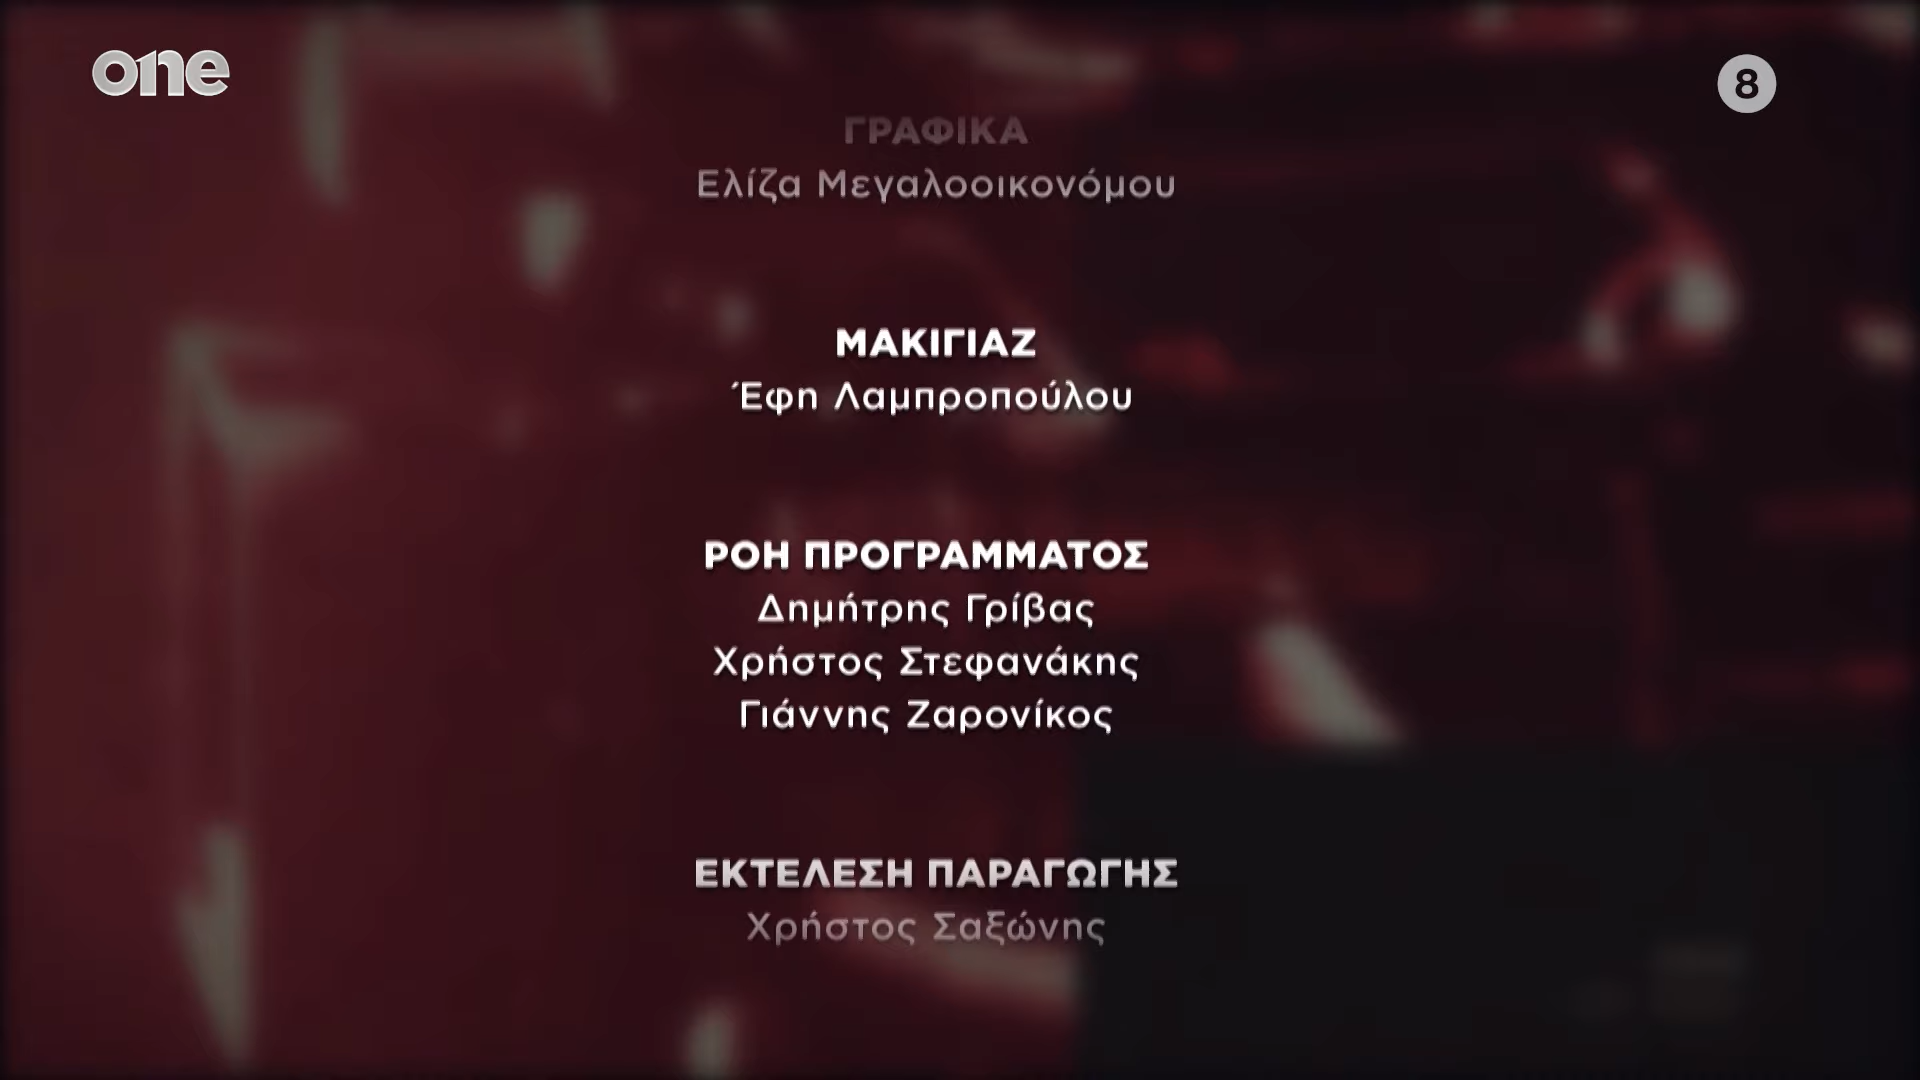 one
8
ΓΡΑΦΙΚΑ
Ελίζα Μεγαλοοικονόμου
ΜΑΚΙΓΙΑΖ
Έφη Λαμπροπούλου
ΡΟΗ ΠΡΟΓΡΑΜΜΑΤΟΣ
Δημήτρης Γρίβας
Χρήστος Στεφανάκης
Γιάννης Ζαρονίκος
ΕΚΤΕΛΕΣΗ ΠΑΡΑΓΩΓΗΣ
Χρήστος Σαξώνης